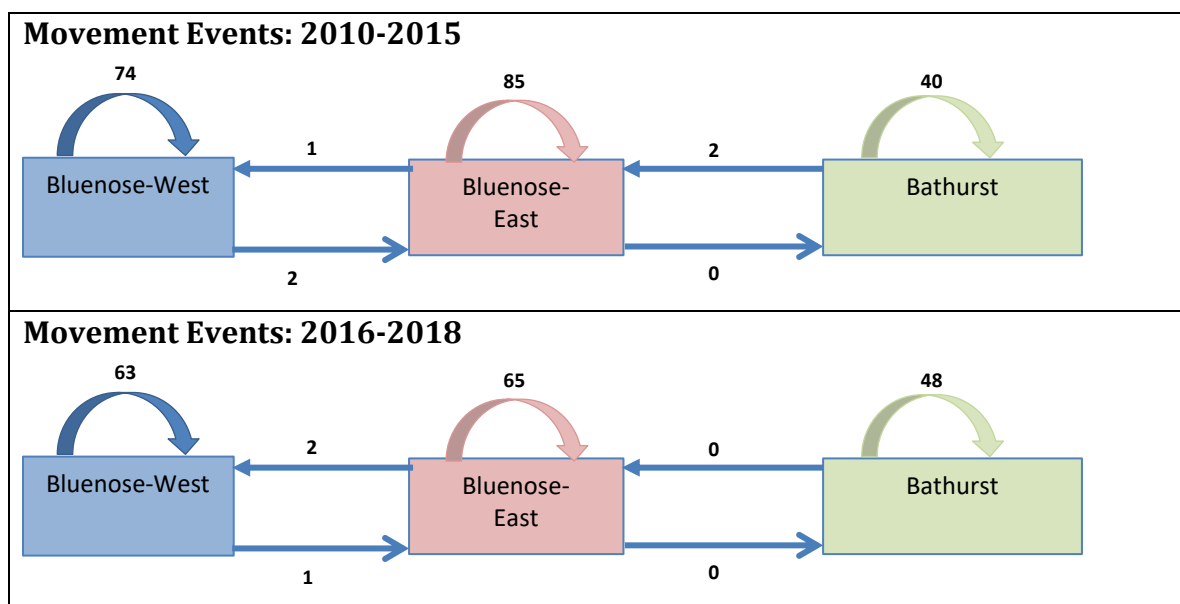 Movement Events: 2010-2015
74
85
40
1
2
Bluenose-West
Bluenose-
East
Bathurst
2
0
Movement Events: 2016-2018
63
65
48
2
0
Bluenose-West
Bluenose-
East
Bathurst
1
0